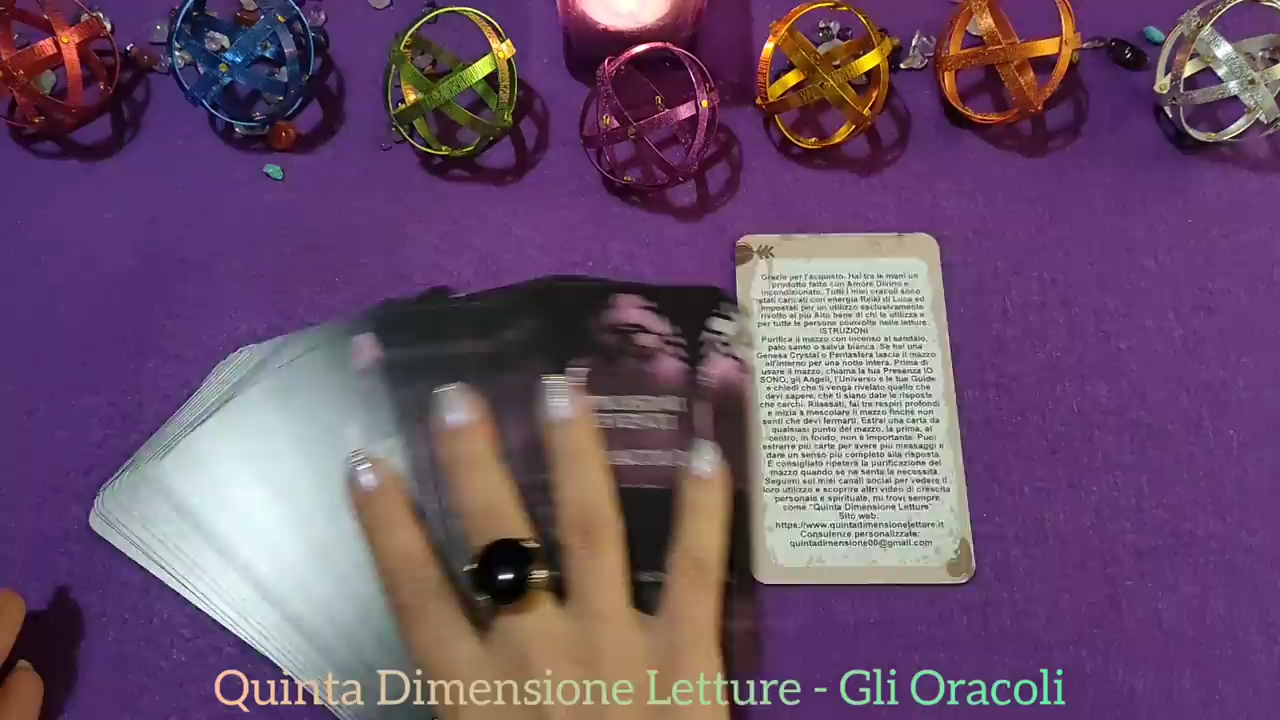 Grazie per l'acquisto. Hai tra le mani un
prodotto fatto con Amore Divino e
incondizionato. Tutti i miei oracoli sono
stati caricati con energia Reiki di Luce ed
impostati per un utilizzo esclusivamente
rivolto al più Alto bene di chi le utilizza e
per tutte le persone coinvolte nelle letture.
ISTRUZIONI
Purifica il mazzo con incenso al sandalo,
palo santo o salvia bianca. Se hai una
Genesa Crystal o Pentasfera lascia il mazzo
all'interno per una notte intera. Prima di
usare il mazzo, chiama la tua Presenza IO
SONO, gli Angeli, l'Universo e le tue Guide
e chiedi che ti venga rivelato quello che
devi sapere, che ti siano date le risposte
che cerchi. Rilassati, fai tre respiri profondi
e inizia a mescolare il mazzo finchè non
senti che devi fermarti. Estrai una carta da
qualsiasi punto del mazzo, la prima, al
centro, in fondo, non è importante. Puoi
estrarre più carte per avere più messaggi e
dare un senso più completo alla risposta.
È consigliato ripetere la purificazione del
mazzo quando se ne senta la necessità.
Seguimi sui miei canali social per vedere il
loro utilizzo e scoprire altri video di crescita
personale e spirituale, mi trovi sempre
come "Quinta Dimensione Letture"
Sito web:
https://www.quintadimensioneletture.it
Consulenze personalizzate:
quintadimensione00@gmail.com
Quinta Dimensione Letture - Gli Oracoli